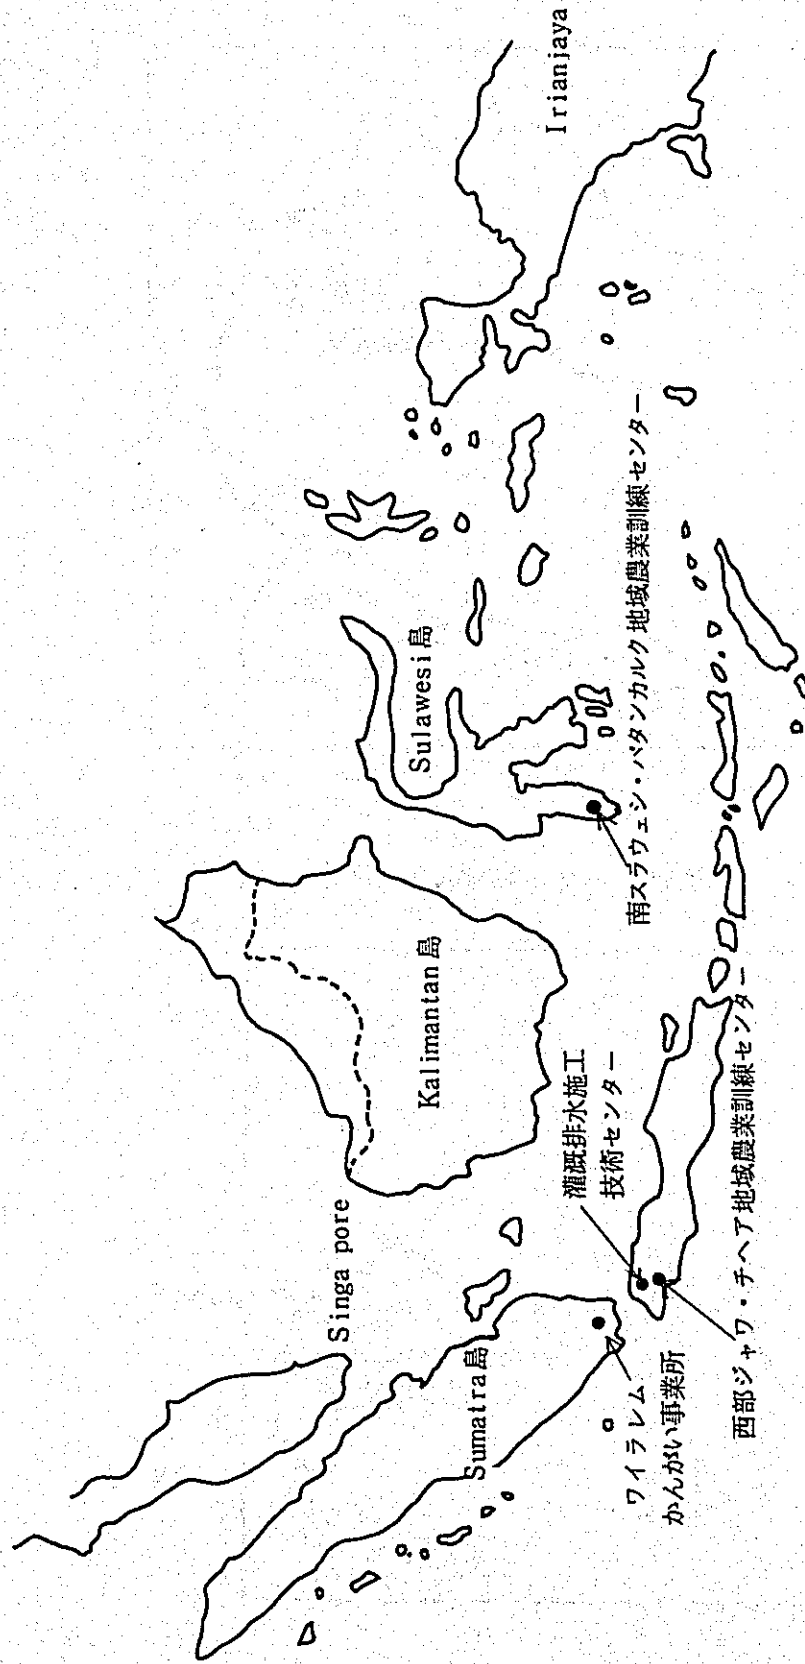 Singa pore
Kalimantan島
Sulawesi島
Irianjaya
Sumatra島
灌漑排水施工
技術センター
ワイラレム
かんがい事業所
南スラウェシ・バタンカルク地域農業訓練センター
西部ジャワ・チヘア地域農業訓練センター